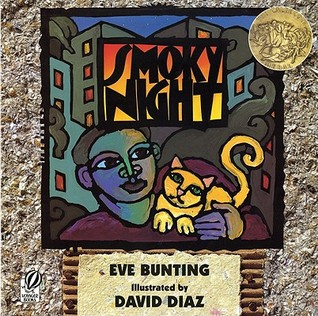 SMOKY
NIGHT
EVE BUNTING
Illustrated by
DAVID DIAZ